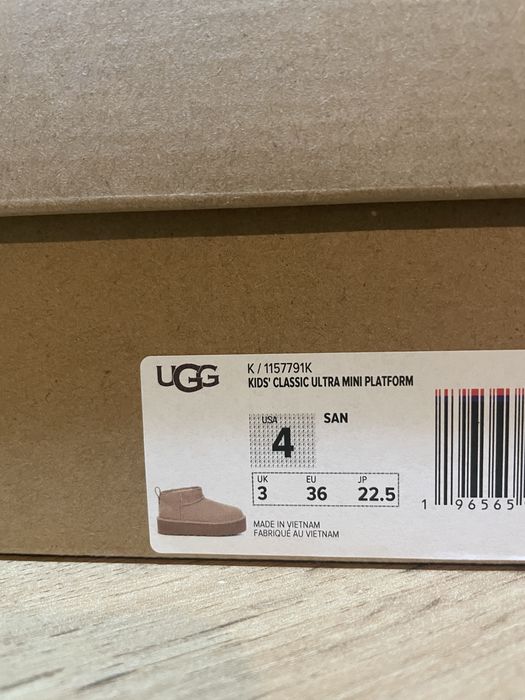 UGG
K / 1157791K
KIDS' CLASSIC ULTRA MINI PLATFORM
USA
4
SAN
UK EU JP
3 36 22.5
MADE IN VIETNAM
FABRIQUÉ AU VIETNAM
1 96565